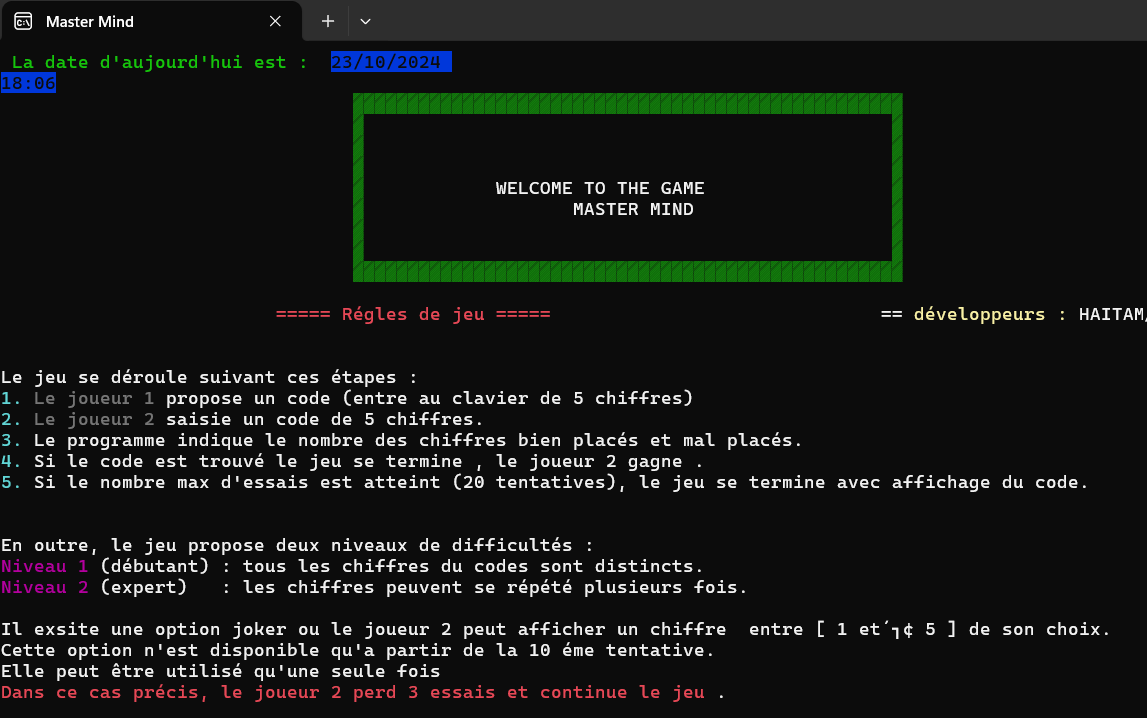 Master Mind
La date d'aujourd'hui est : 23/10/2024
18:06
WELCOME TO THE GAME
MASTER MIND
===== Régles de jeu ===== == développeurs : HAITAM/
Le jeu se déroule suivant ces étapes :
1. Le joueur 1 propose un code (entre au clavier de 5 chiffres)
2. Le joueur 2 saisie un code de 5 chiffres.
3. Le programme indique le nombre des chiffres bien placés et mal placés.
4. Si le code est trouvé le jeu se termine , le joueur 2 gagne .
5. Si le nombre max d'essais est atteint (20 tentatives), le jeu se termine avec affichage du code.
En outre, le jeu propose deux niveaux de difficultés :
Niveau 1 (débutant) : tous les chiffres du codes sont distincts.
Niveau 2 (expert)   : les chiffres peuvent se répété plusieurs fois.
Il exsite une option joker ou le joueur 2 peut afficher un chiffre  entre [ 1 et´┐¢ 5 ] de son choix.
Cette option n'est disponible qu'a partir de la 10 éme tentative.
Elle peut être utilisé qu'une seule fois
Dans ce cas précis, le joueur 2 perd 3 essais et continue le jeu .